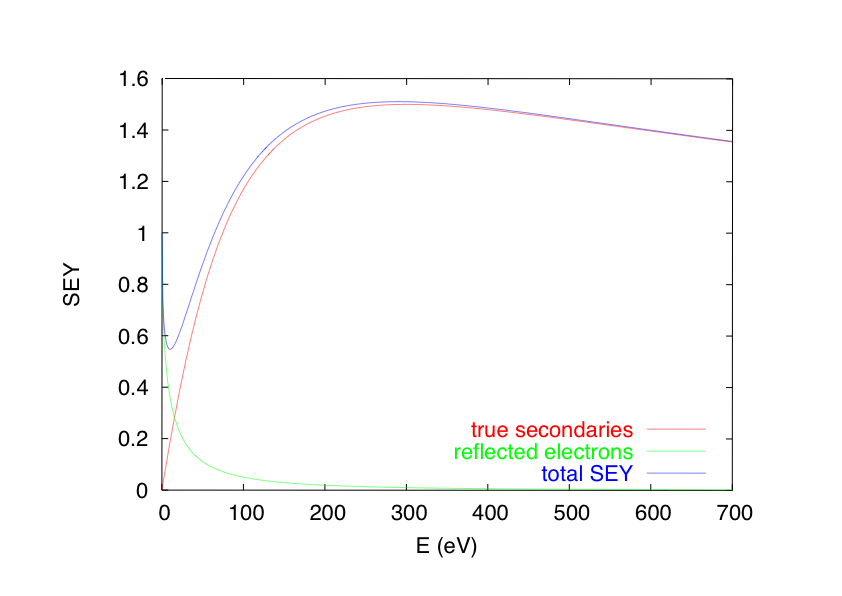 1.6
1.4
1.2
1
0.8
0.6
0.4
0.2
0
SEY
true secondaries
reflected electrons
total SEY
0 100 200 300 400 500 600 700
E (eV)